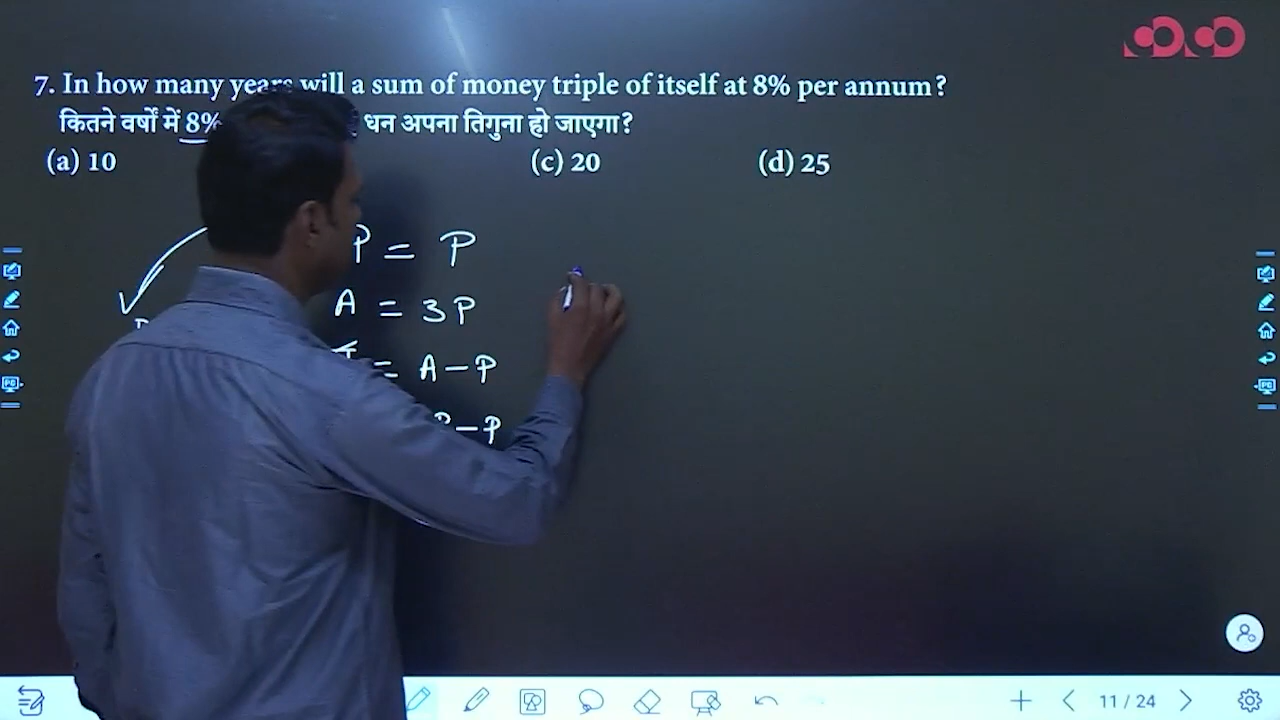 7. In how many years will a sum of money triple of itself at 8% per annum?
कितने वर्षों में 8% धन अपना तिगुना हो जाएगा?
(a) 10 (c) 20 (d) 25
P = P
A = 3P
= A - P
- P
11 / 24